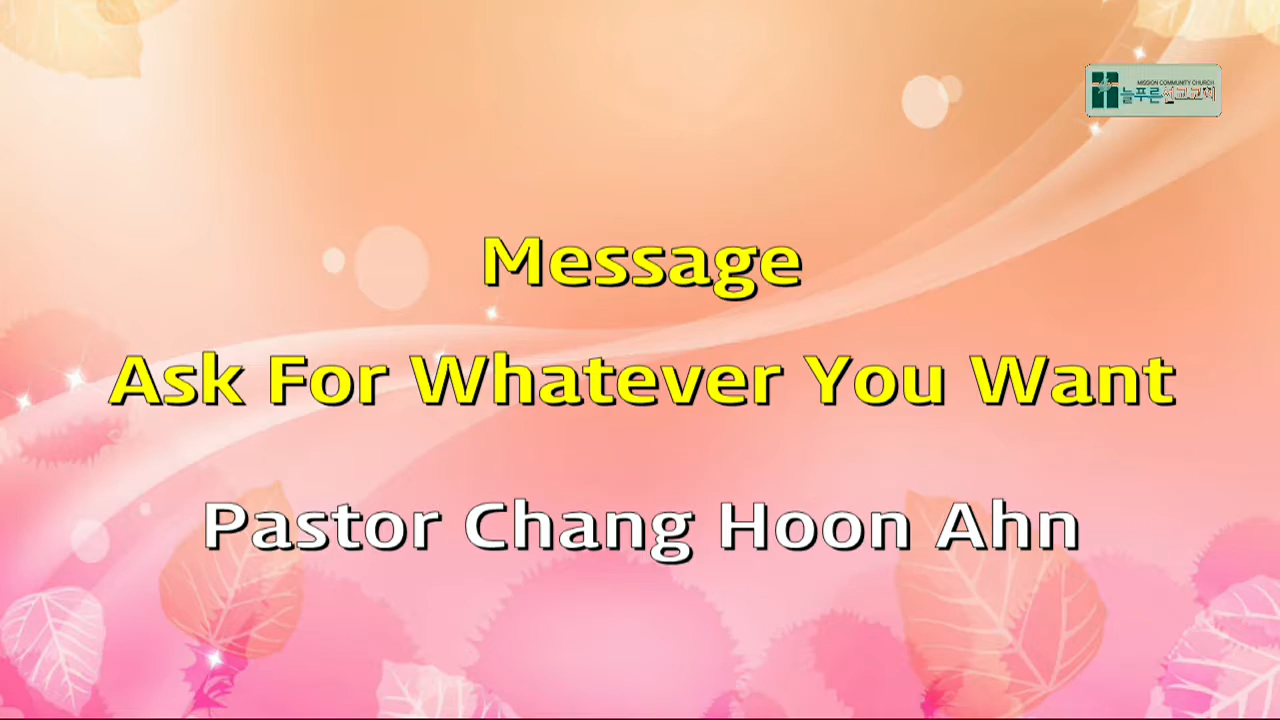 MISSION COMMUNITY CHURCH
늘푸른선교교회
Message
Ask For Whatever You Want
Pastor Chang Hoon Ahn